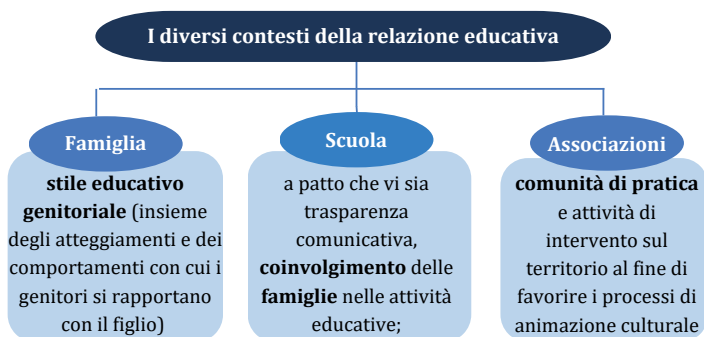 I diversi contesti della relazione educativa
Famiglia
stile educativo
genitoriale (insieme
degli atteggiamenti e dei
comportamenti con cui i
genitori si rapportano
con il figlio)
Scuola
a patto che vi sia
trasparenza
comunicativa,
coinvolgimento delle
famiglie nelle attività
educative;
Associazioni
comunità di pratica
e attività di
intervento sul
territorio al fine di
favorire i processi di
animazione culturale